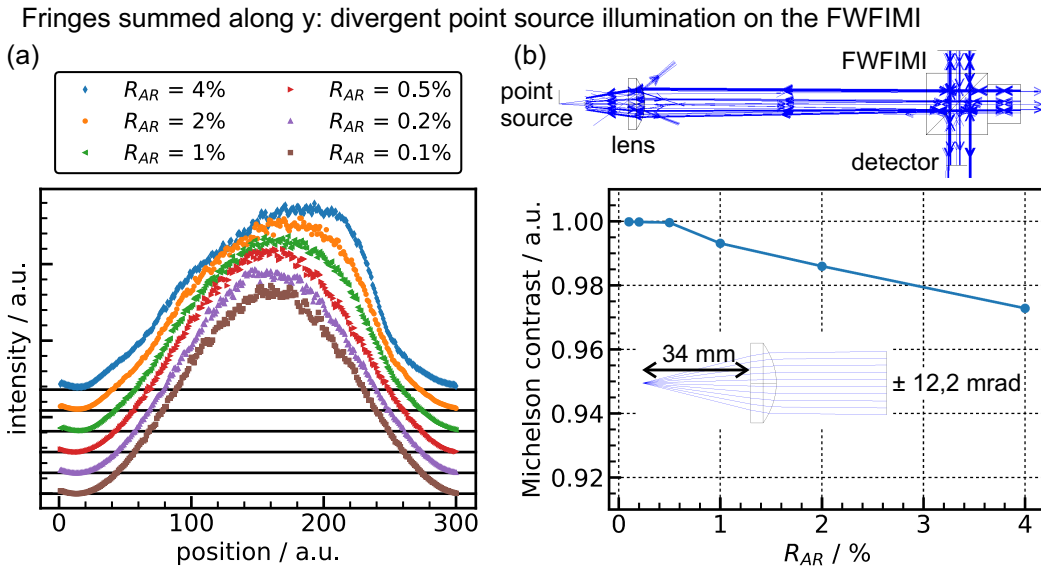 Fringes summed along y: divergent point source illumination on the FWFIMI
(a)
R_AR = 4%
R_AR = 2%
R_AR = 1%
R_AR = 0.5%
R_AR = 0.2%
R_AR = 0.1%
intensity / a.u.
0
100
200
300
position / a.u.
(b)
FWFIMI
point
source
lens
detector
1.00
0.98
0.96
0.94
0.92
Michelson contrast / a.u.
34 mm
± 12,2 mrad
0
1
2
3
4
R_AR / %